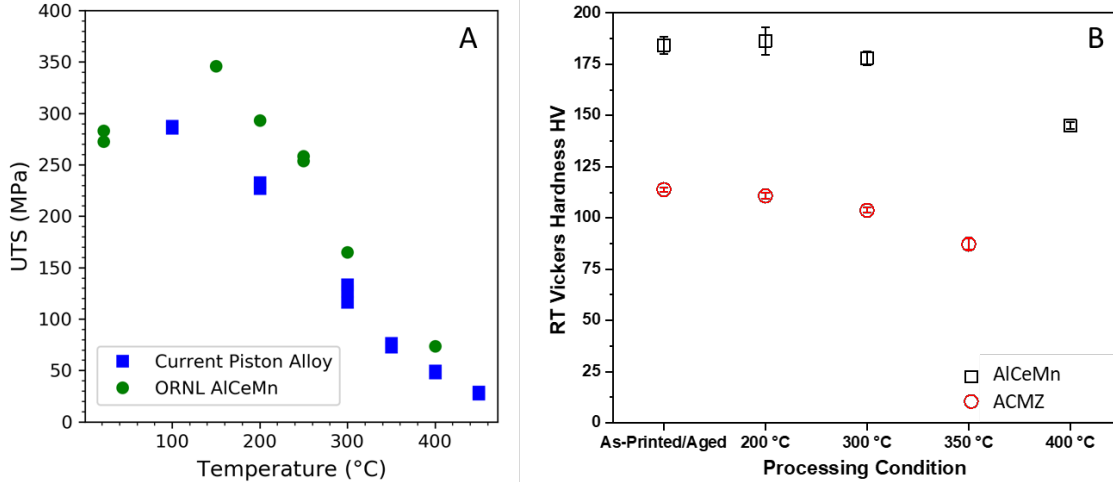 A
UTS (MPa)
400
350
300
250
200
150
100
50
0
Current Piston Alloy
ORNL AlCeMn
100 200 300 400
Temperature (°C)
B
RT Vickers Hardness HV
200
175
150
125
100
75
50
25
0
AlCeMn
ACMZ
As-Printed/Aged 200 °C 300 °C 350 °C 400 °C
Processing Condition